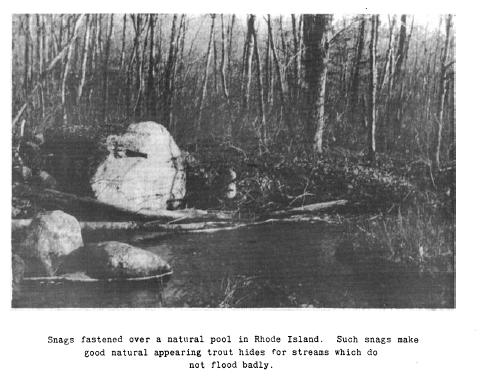 Snags fastened over a natural pool in Rhode Island.  Such snags make
good natural appearing trout hides for streams which do
not flood badly.